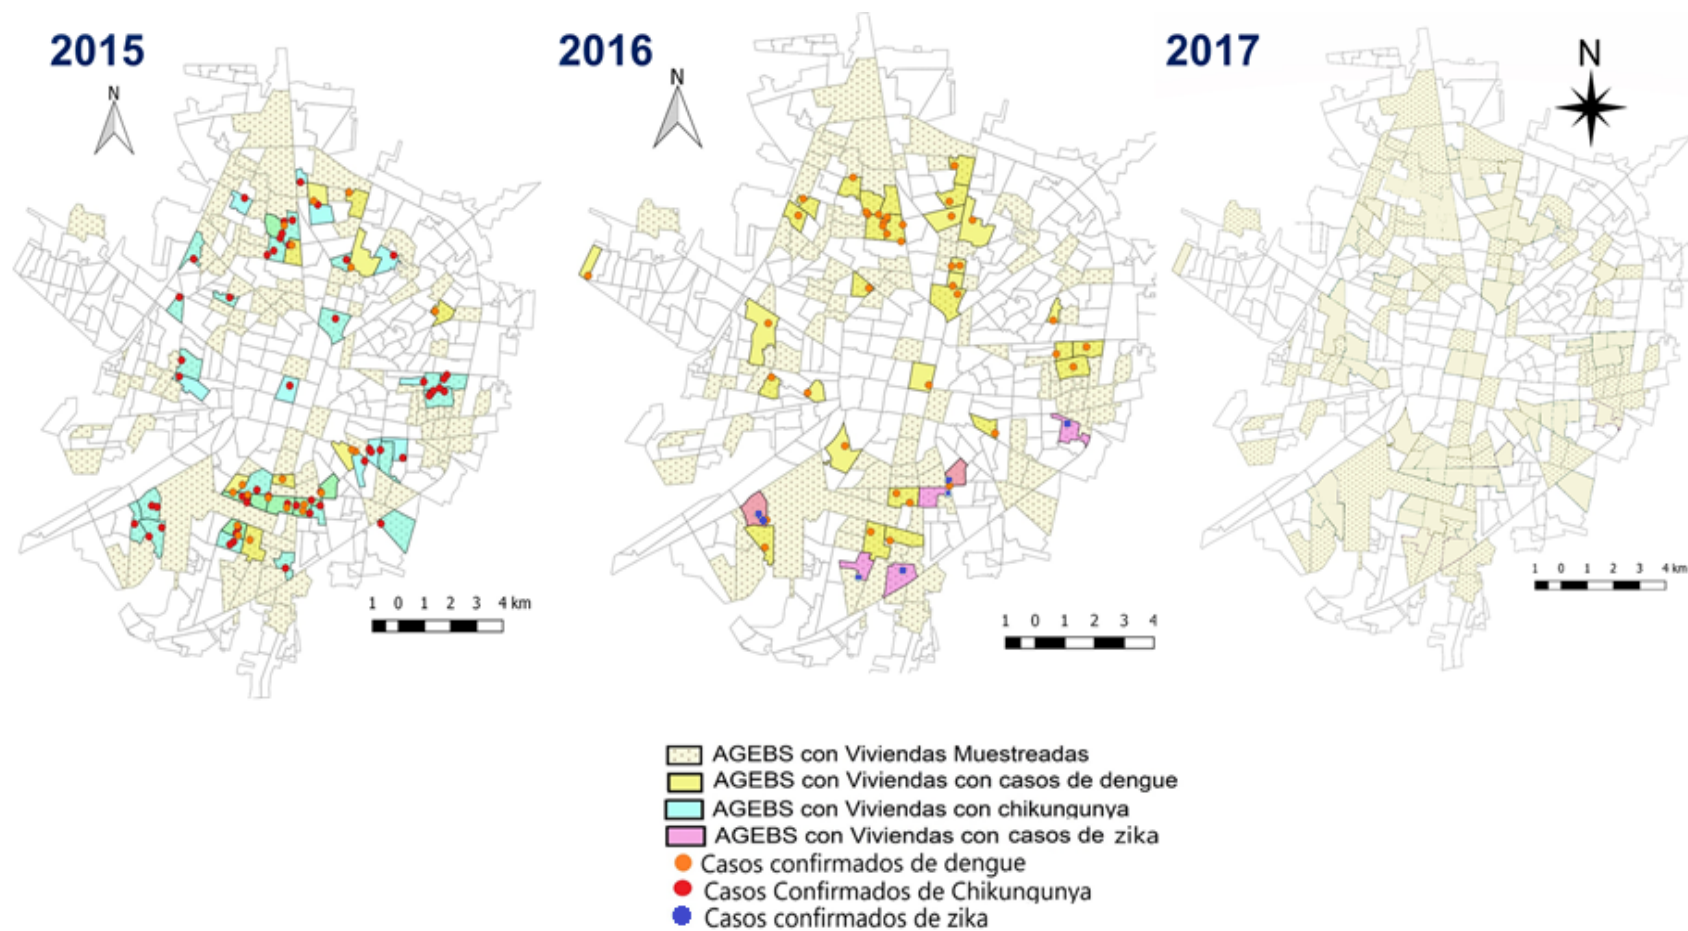 2015
2016
2017
N
N
N
1 0 1 2 3 4 km
1 0 1 2 3 4
1 0 1 2 3 4 km
AGEBS con Viviendas Muestreadas
AGEBS con Viviendas con casos de dengue
AGEBS con Viviendas con chikungunya
AGEBS con Viviendas con casos de zika
Casos confirmados de dengue
Casos Confirmados de Chikungunya
Casos confirmados de zika